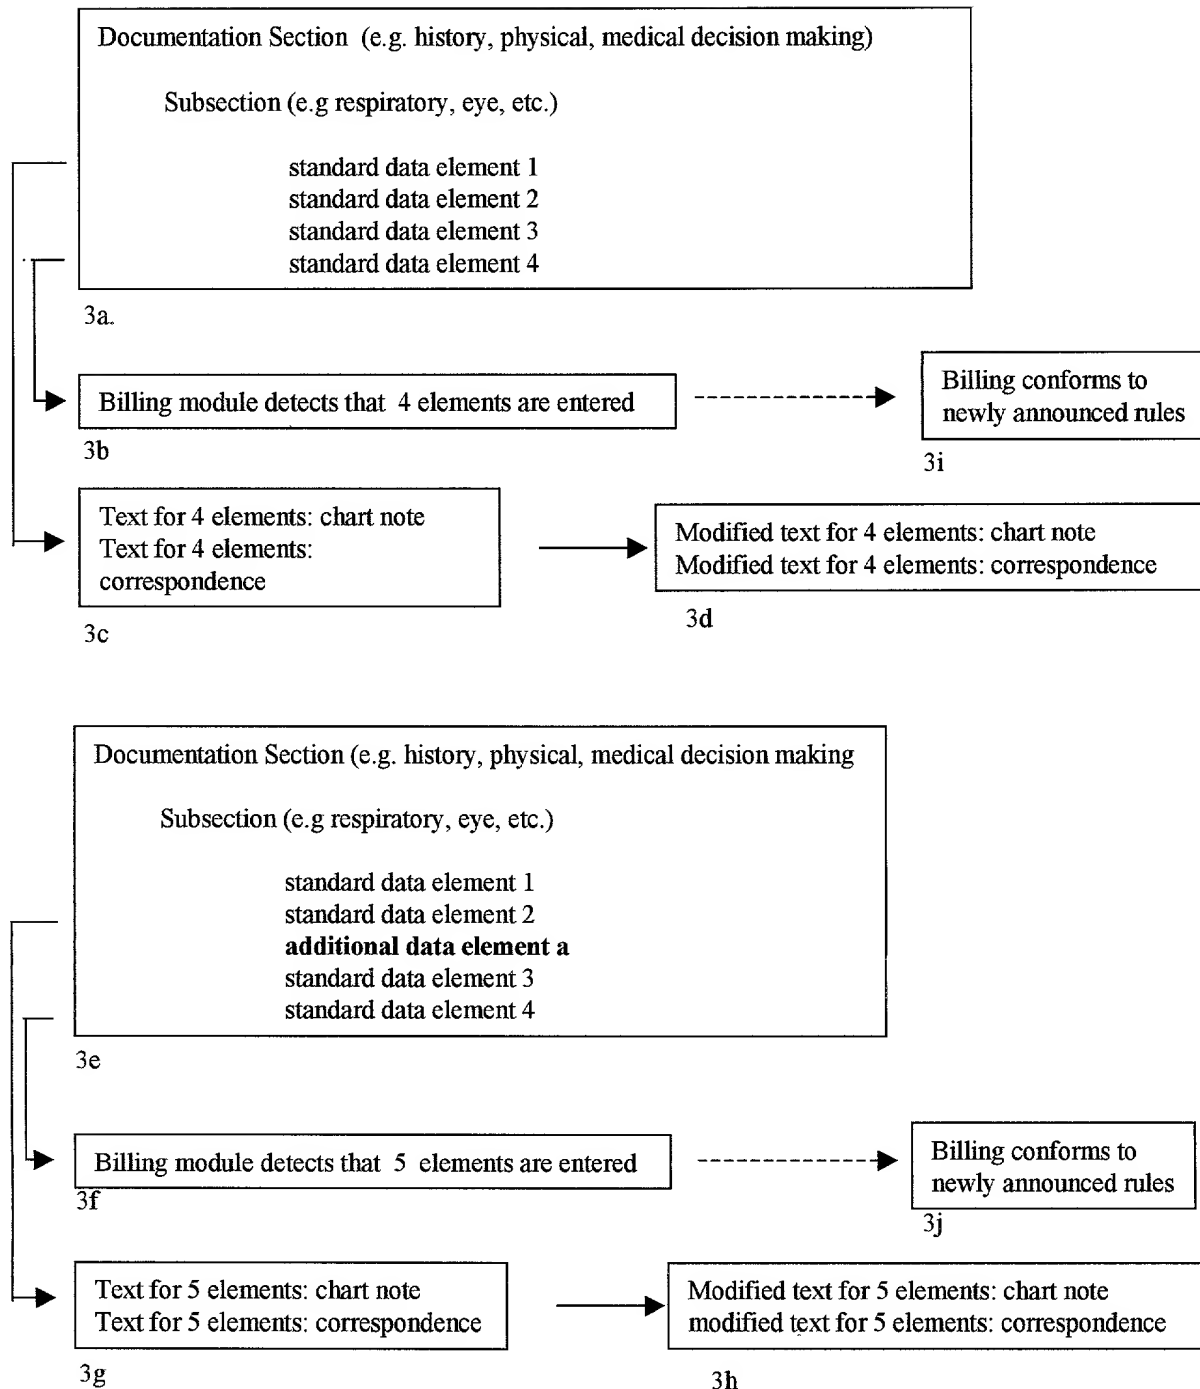 Documentation Section (e.g. history, physical, medical decision making)
Subsection (e.g respiratory, eye, etc.)
standard data element 1
standard data element 2
standard data element 3
standard data element 4
3a.
Billing module detects that 4 elements are entered
3b
Billing conforms to
newly announced rules
3i
Text for 4 elements: chart note
Text for 4 elements:
correspondence
3c
Modified text for 4 elements: chart note
Modified text for 4 elements: correspondence
3d
Documentation Section (e.g. history, physical, medical decision making
Subsection (e.g respiratory, eye, etc.)
standard data element 1
standard data element 2
additional data element a
standard data element 3
standard data element 4
3e
Billing module detects that 5 elements are entered
3f
Billing conforms to
newly announced rules
3j
Text for 5 elements: chart note
Text for 5 elements: correspondence
3g
Modified text for 5 elements: chart note
modified text for 5 elements: correspondence
3h